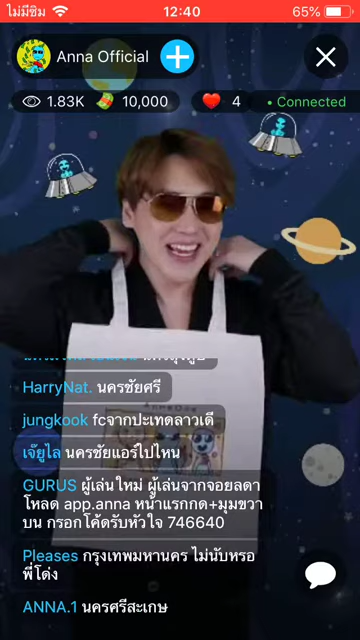 ไม่มีซิม
12:40
65%
Anna Official
1.83K
10,000
4
• Connected
HarryNat. นครชัยศรี
jungkook fcจากปะเทดลาวเดี
เจ๊ยูไล นครชัยแอร์ไปไหน
GURUS ผู้เล่นใหม่ ผู้เล่นจากจอยลดา
โหลด app.anna หน้าแรกกด+มุมขวา
บน กรอกโค้ดรับหัวใจ 746640
Pleases กรุงเทพมหานคร ไม่นับหรอ
พี่โด่ง
ANNA.1 นครศรีสะเกษ